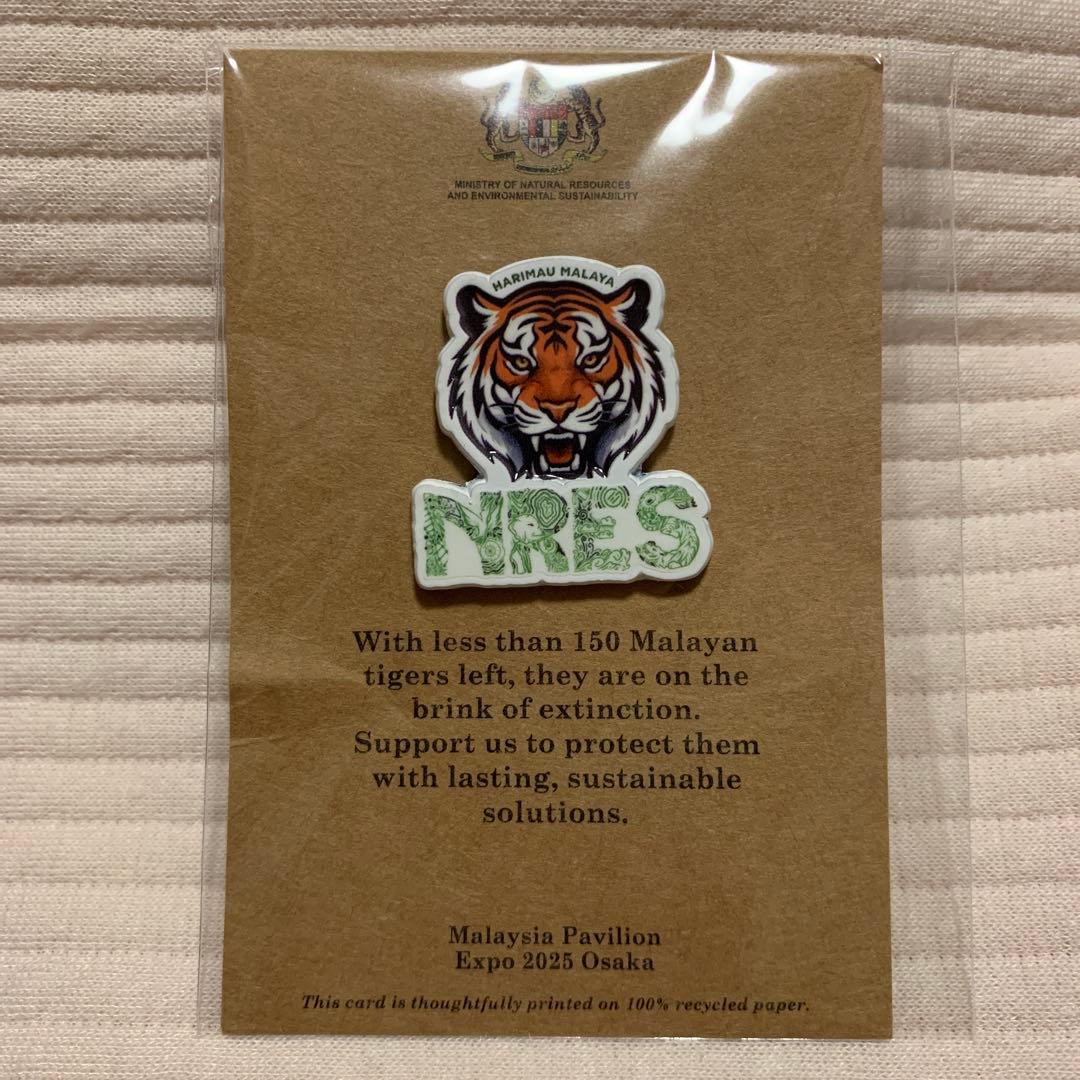 MINISTRY OF NATURAL RESOURCES
AND ENVIRONMENTAL SUSTAINABILITY
HARIMAU MALAYA
NRES
With less than 150 Malayan
tigers left, they are on the
brink of extinction.
Support us to protect them
with lasting, sustainable
solutions.
Malaysia Pavilion
Expo 2025 Osaka
This card is thoughtfully printed on 100% recycled paper.